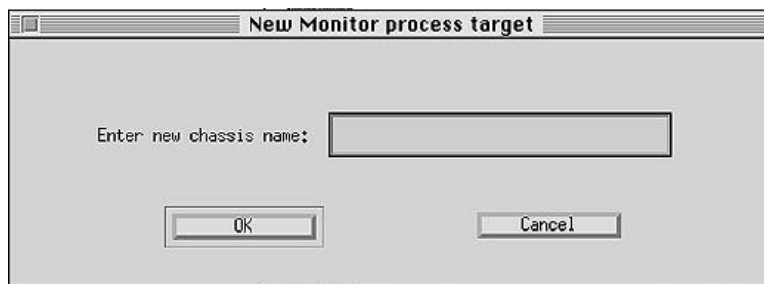 New Monitor process target
Enter new chassis name:
OK
Cancel